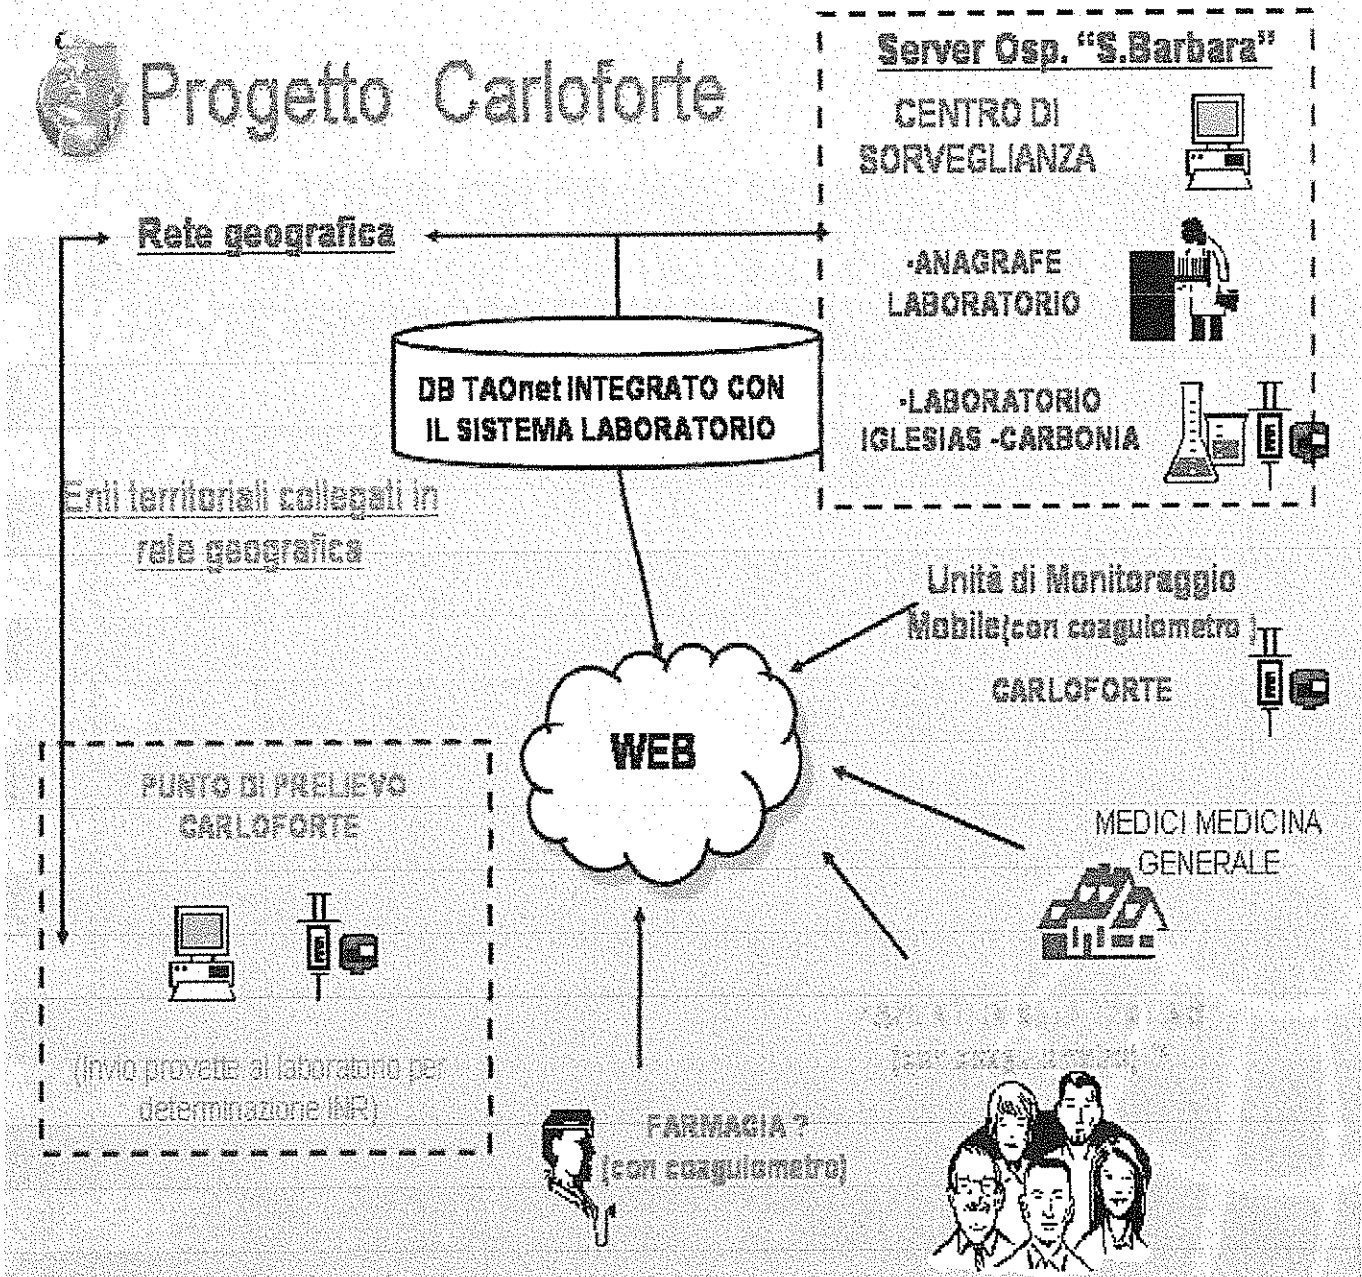 Progetto Carloforte
Server Osp. "S.Barbara"
CENTRO DI
SORVEGLIANZA
Rete geografica
·ANAGRAFE
LABORATORIO
DB TAOnet INTEGRATO CON
IL SISTEMA LABORATORIO
·LABORATORIO
IGLESIAS -CARBONIA
Enti territoriali collegati in
rete geografica
Unità di Monitoraggio
Mobile(con coagulometro )
CARLOFORTE
WEB
PUNTO DI PRELIEVO
CARLOFORTE
MEDICI MEDICINA
GENERALE
(Invio provette al laboratorio per
determinazione INR)
FARMACIA ?
(con coagulometro)